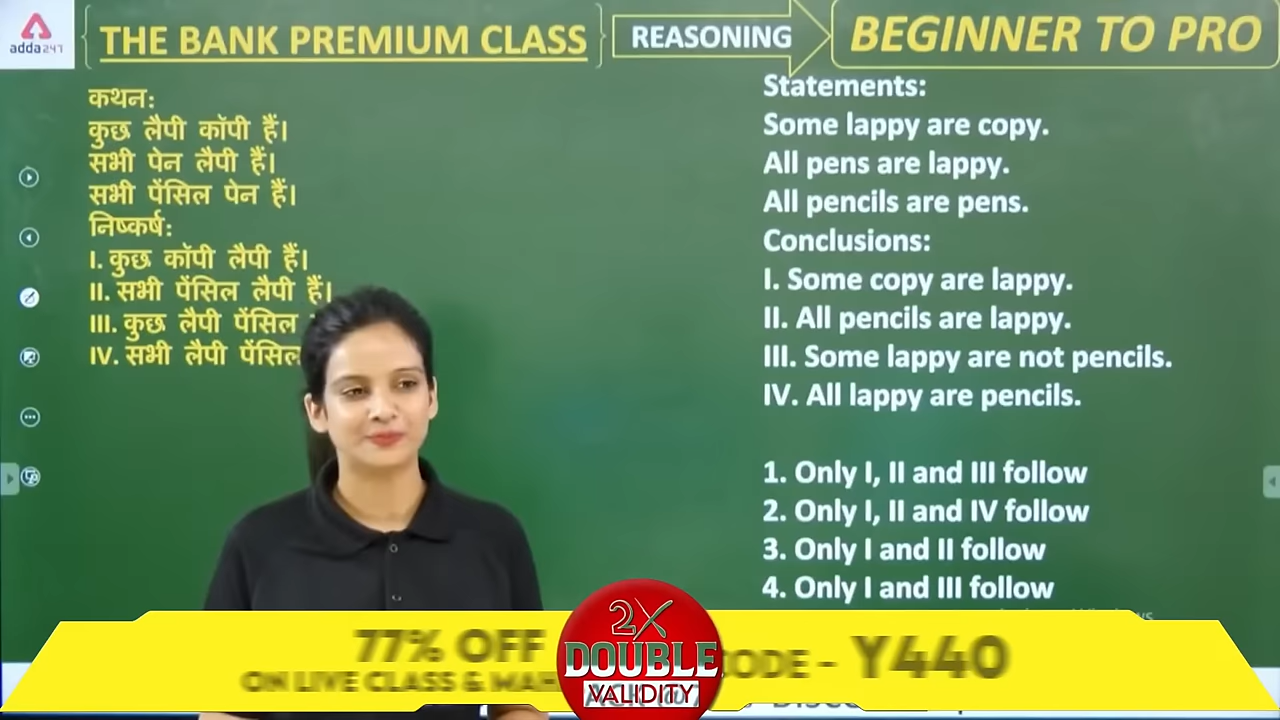 adda247
THE BANK PREMIUM CLASS
REASONING
BEGINNER TO PRO
कथन:
कुछ लैपी कॉपी हैं।
सभी पेन लैपी हैं।
सभी पेंसिल पेन हैं।
निष्कर्ष:
I. कुछ कॉपी लैपी हैं।
II. सभी पेंसिल लैपी हैं।
III. कुछ लैपी पेंसिल
IV. सभी लैपी पेंसिल
Statements:
Some lappy are copy.
All pens are lappy.
All pencils are pens.
Conclusions:
I. Some copy are lappy.
II. All pencils are lappy.
III. Some lappy are not pencils.
IV. All lappy are pencils.
1. Only I, II and III follow
2. Only I, II and IV follow
3. Only I and II follow
4. Only I and III follow
77% OFF
ON LIVE CLASS &
2X
DOUBLE
VALIDITY
CODE - Y440